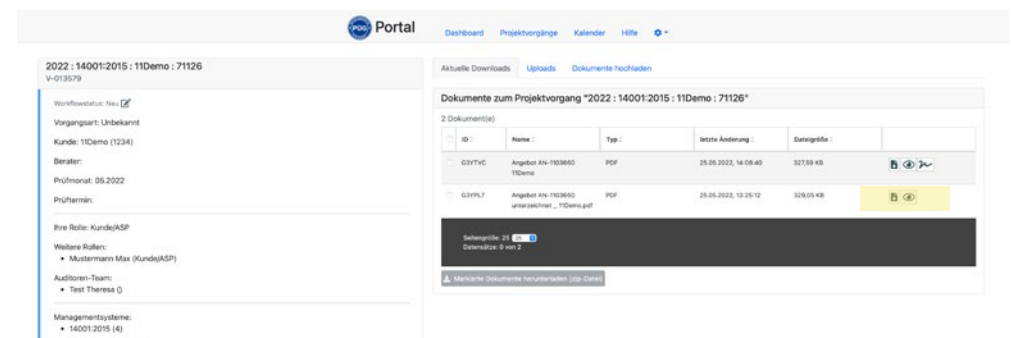 PÜG Portal Dashboard Projektvorgänge Kalender Hilfe
2022 : 14001:2015 : 11Demo : 71126
V-013579
Workflowstatus: Neu
Vorgangsart: Unbekannt
Kunde: 11Demo (1234)
Berater:
Prüfmonat: 05.2022
Prüftermin:
Ihre Rolle: Kunde/ASP
Weitere Rollen:
• Mustermann Max (Kunde/ASP)
Auditoren-Team:
• Test Theresa ()
Managementsysteme:
• 14001:2015 (4)
Aktuelle Downloads Uploads Dokumente hochladen
Dokumente zum Projektvorgang "2022 : 14001:2015 : 11Demo : 71126"
2 Dokument(e)
ID Name Typ letzte Änderung Dateigröße
G3YTVC Angebot AN-1103660 PDF 25.05.2022, 14:08:40 327,59 KB
11Demo
G3YPL7 Angebot AN-1103660 PDF 25.05.2022, 13:25:12 329,05 KB
unterzeichnet _ 11Demo.pdf
Seitengröße: 25 25
Datensätze: 0 von 2
Markierte Dokumente herunterladen (zip-Datei)